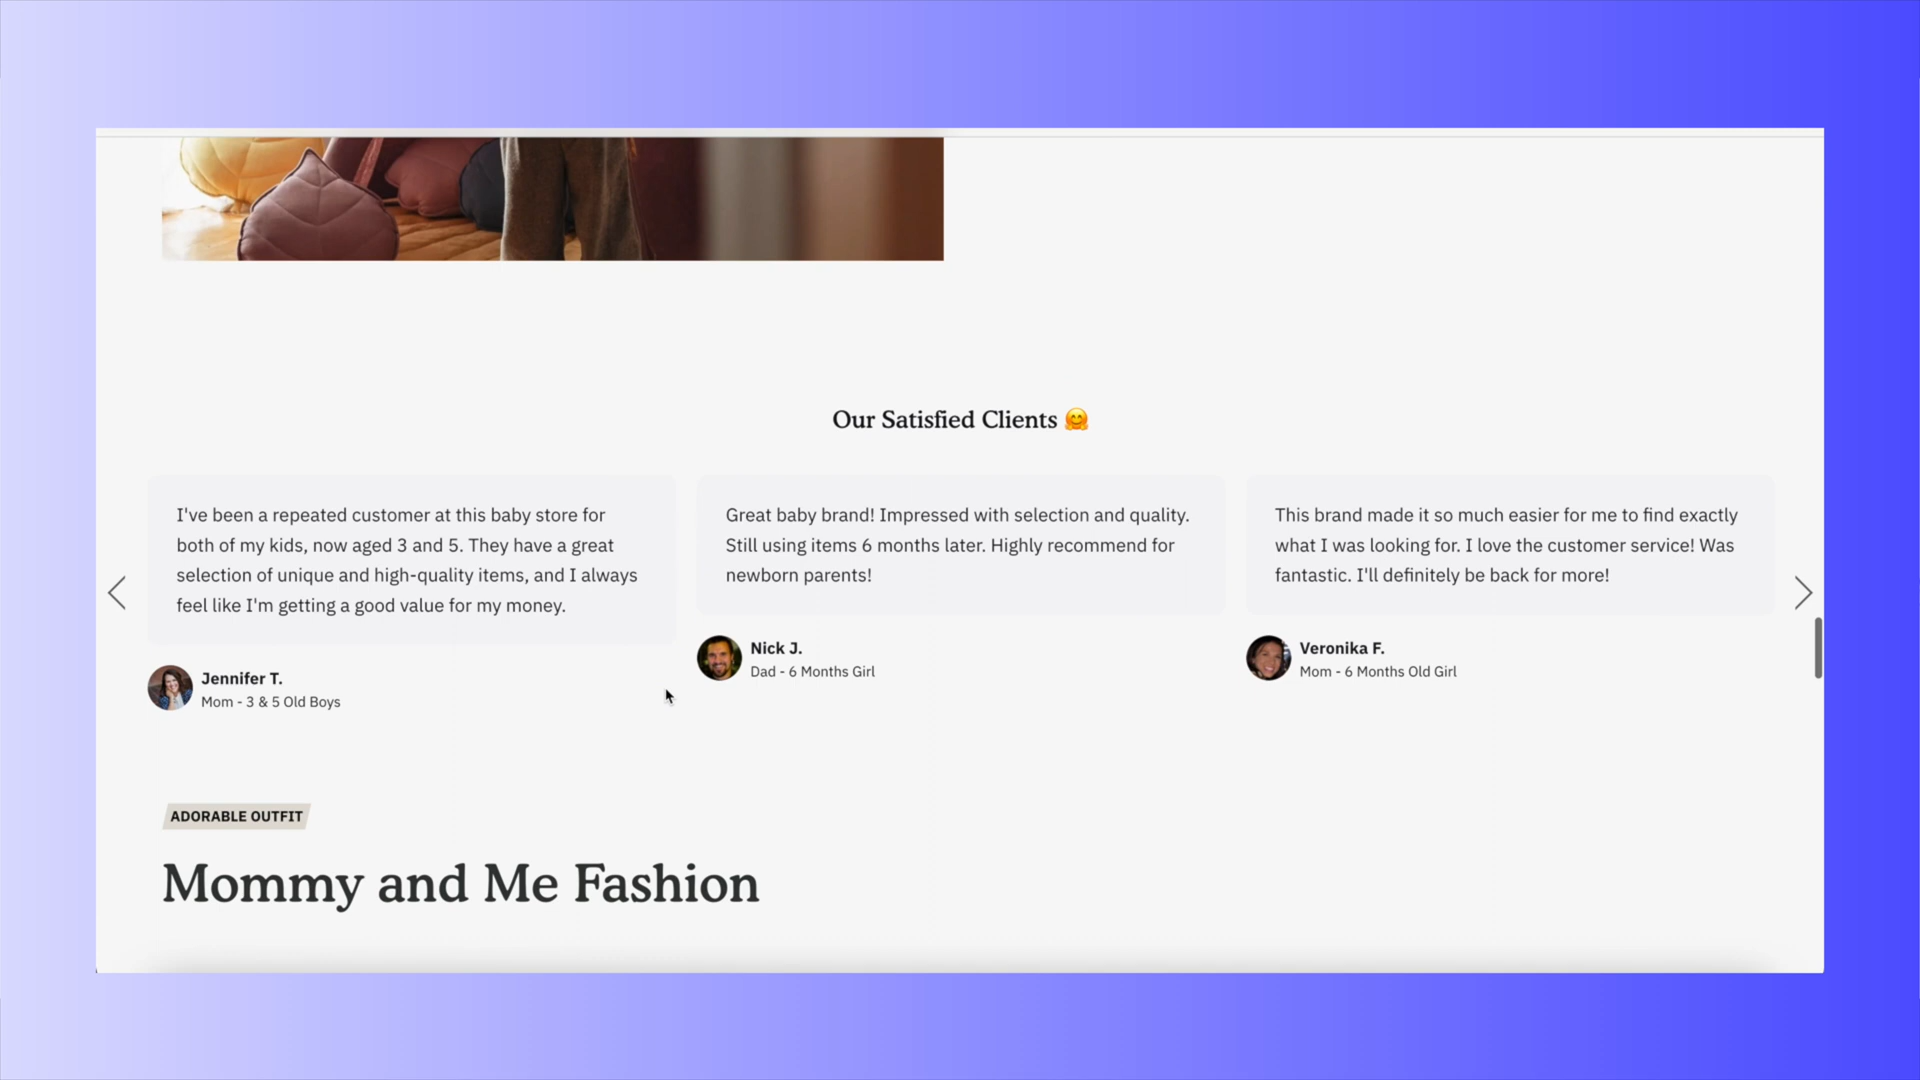 Our Satisfied Clients 🤗
I've been a repeated customer at this baby store for
both of my kids, now aged 3 and 5. They have a great
selection of unique and high-quality items, and I always
feel like I'm getting a good value for my money.
Jennifer T.
Mom - 3 & 5 Old Boys
Great baby brand! Impressed with selection and quality.
Still using items 6 months later. Highly recommend for
newborn parents!
Nick J.
Dad - 6 Months Girl
This brand made it so much easier for me to find exactly
what I was looking for. I love the customer service! Was
fantastic. I'll definitely be back for more!
Veronika F.
Mom - 6 Months Old Girl
ADORABLE OUTFIT
Mommy and Me Fashion